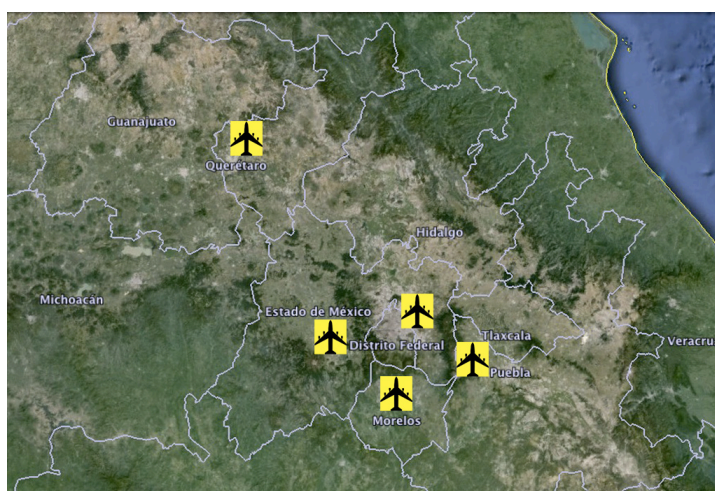 Guanajuato
Querétaro
Hidalgo
Michoacán
Estado de México
Distrito Federal
Tlaxcala
Veracru
Puebla
Morelos